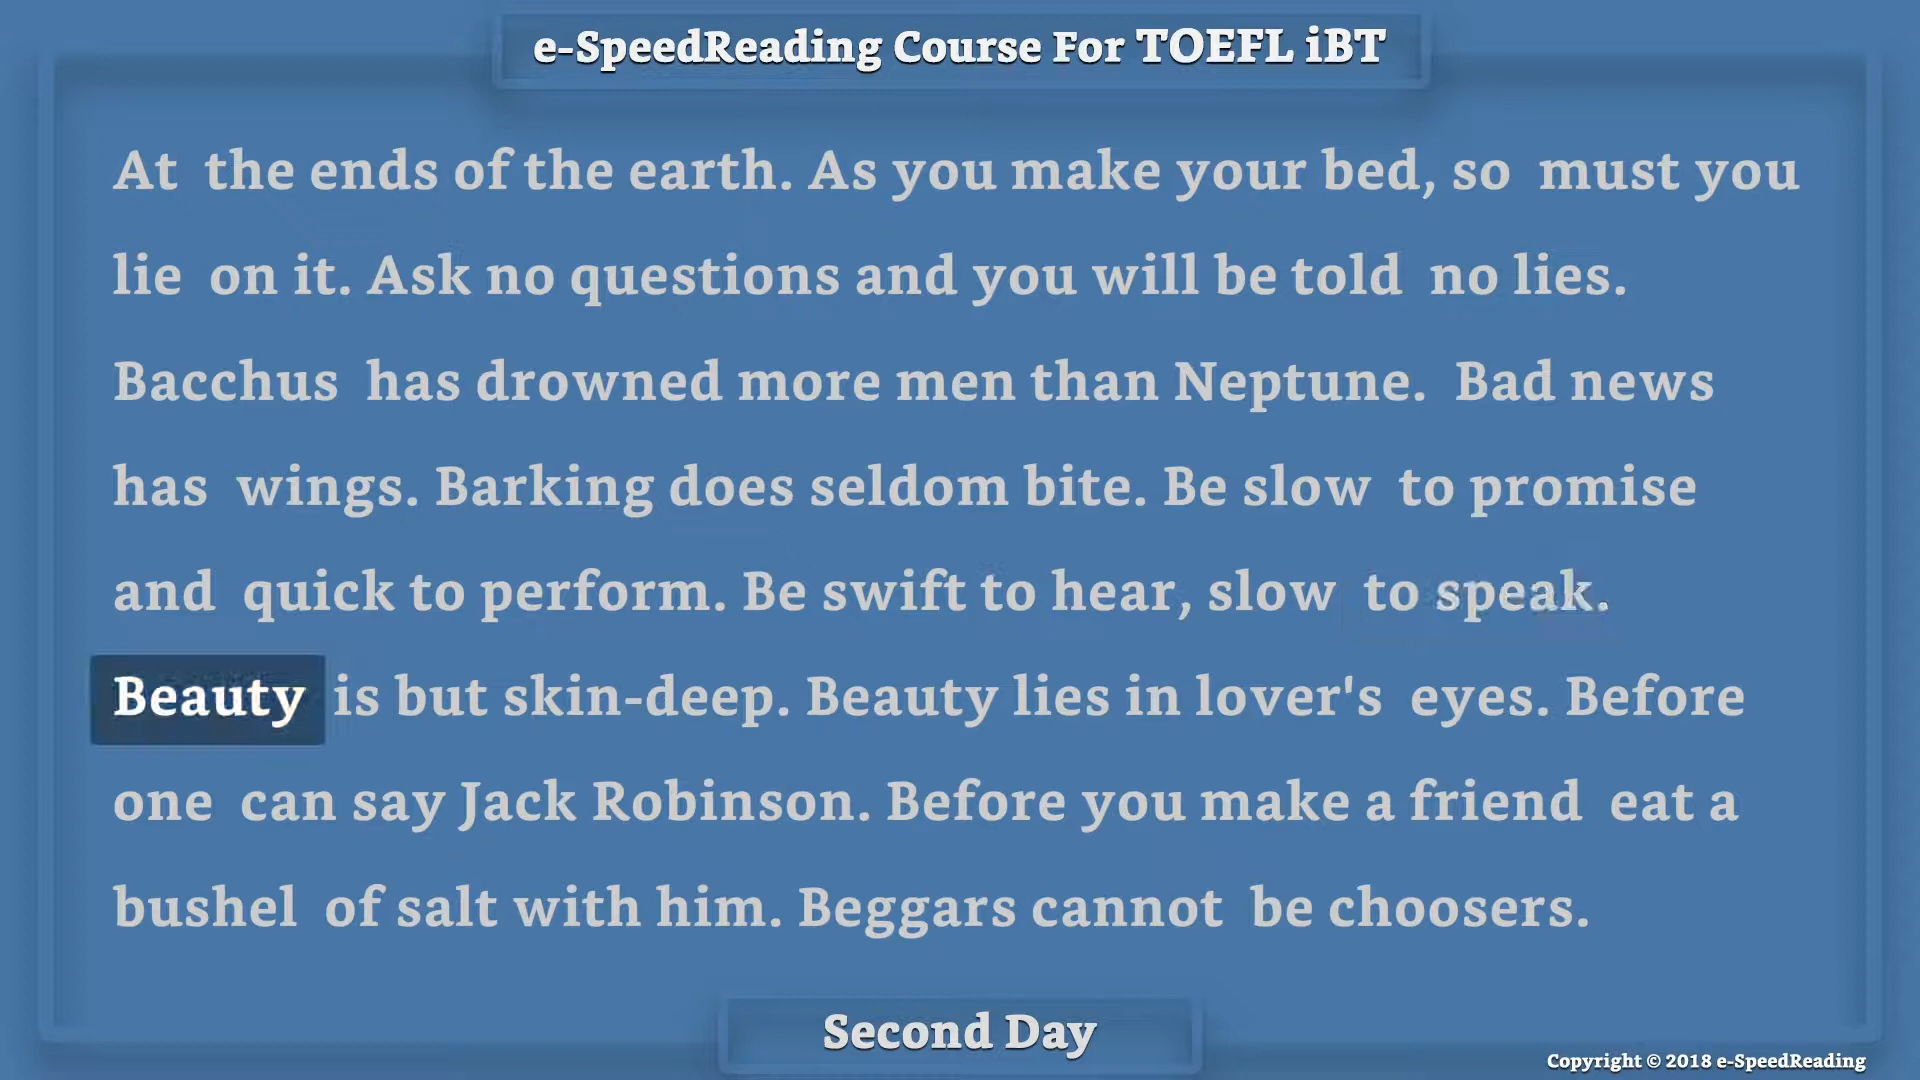 e-SpeedReading Course For TOEFL iBT
At the ends of the earth. As you make your bed, so must you
lie on it. Ask no questions and you will be told no lies.
Bacchus has drowned more men than Neptune. Bad news
has wings. Barking does seldom bite. Be slow to promise
and quick to perform. Be swift to hear, slow to speak.
Beauty is but skin-deep. Beauty lies in lover's eyes. Before
one can say Jack Robinson. Before you make a friend eat a
bushel of salt with him. Beggars cannot be choosers.
Second Day
Copyright © 2018 e-SpeedReading